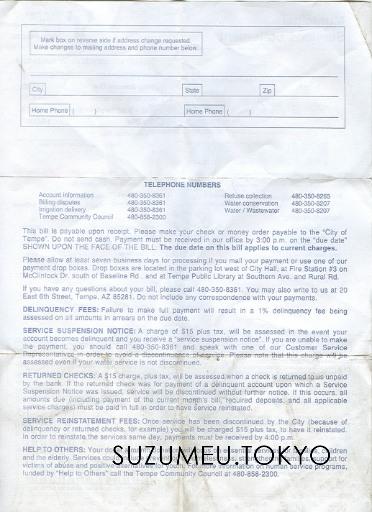 Mark box on reverse side if address change requested.
Make changes to mailing address and phone number below.
City
State
Zip
Home Phone ( )
Home Phone ( )
TELEPHONE NUMBERS
Account information 480-350-8361 Refuse collection 480-350-8265
Billing disputes 480-350-8361 Water conservation 480-350-8207
Irrigation delivery 480-350-8361 Water / Wastewater 480-350-8207
Tempe Community Council 480-858-2300
This bill is payable upon receipt. Please make your check or money order payable to the "City of
Tempe". Do not send cash. Payment must be received in our office by 3:00 p.m. on the "due date"
SHOWN UPON THE FACE OF THE BILL. The due date on this bill applies to current charges.
Please allow at least seven business days for processing if you mail your payment or use one of our
payment drop boxes. Drop boxes are located in the parking lot west of City Hall, at Fire Station #3 on
McClintock Dr. south of Baseline Rd. and at Tempe Public Library at Southern Ave. and Rural Rd.
If you have any questions about your bill, please call 480-350-8361. You may also write to us at 20
East 6th Street, Tempe, AZ 85281. Do not include any correspondence with your payments.
DELINQUENCY FEES: Failure to make full payment will result in a 1% delinquency fee being
assessed on all amounts in arrears on the due date.
SERVICE SUSPENSION NOTICE: A charge of $15 plus tax, will be assessed in the event your
account becomes delinquent and you receive a "service suspension notice". If you are unable to make
the payment, you should call 480-350-8361 and speak with one of our Customer Service
Representatives in order to avoid a discontinuance of service. Please note that this charge will be
assessed even if your water service is not discontinued.
RETURNED CHECKS: A $15 charge, plus tax, will be assessed when a check is returned to us unpaid
by the bank. If the returned check was for payment of a delinquent account upon which a Service
Suspension Notice was issued, service will be discontinued without further notice. If this occurs, all
amounts due (including payment of the current month's bill, required deposits, and all applicable
service charges) must be paid in full in order to have service reinstated.
SERVICE REINSTATEMENT FEES: Once service has been discontinued by the City (because of
delinquency or returned checks, for example) you will be charged $15 plus tax, to have it reinstated.
In order to reinstate the services same day, payments must be received by 4:00 p.m.
HELP TO OTHERS: Your
and the elderly. Services
victims of abuse and positive alternatives for youth. For more information on human service programs,
funded by "Help to Others" call the Tempe Community Council at 480-858-2300.
SUZUMEU.TOKYO